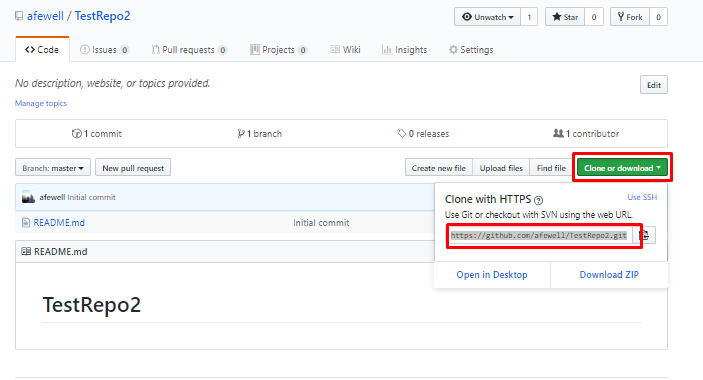 afewell / TestRepo2
Unwatch 1 Star 0 Fork 0
Code Issues 0 Pull requests 0 Projects 0 Wiki Insights Settings
No description, website, or topics provided. Edit
Manage topics
1 commit 1 branch 0 releases 1 contributor
Branch: master New pull request Create new file Upload files Find file Clone or download
afewell Initial commit
README.md Initial commit
README.md
TestRepo2
Clone with HTTPS Use SSH
Use Git or checkout with SVN using the web URL.
https://github.com/afewell/TestRepo2.git
Open in Desktop Download ZIP